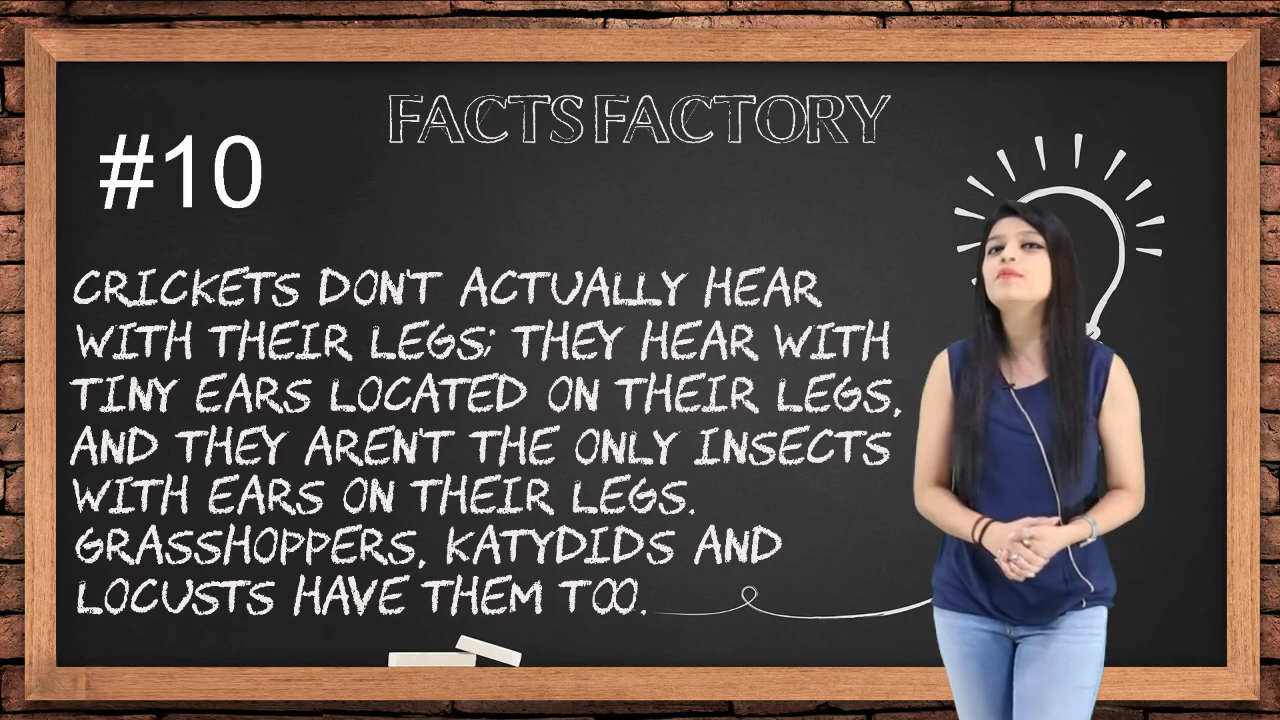 FACTS FACTORY
#10
CRICKETS DON'T ACTUALLY HEAR
WITH THEIR LEGS; THEY HEAR WITH
TINY EARS LOCATED ON THEIR LEGS,
AND THEY AREN'T THE ONLY INSECTS
WITH EARS ON THEIR LEGS.
GRASSHOPPERS, KATYDIDS AND
LOCUSTS HAVE THEM TOO.